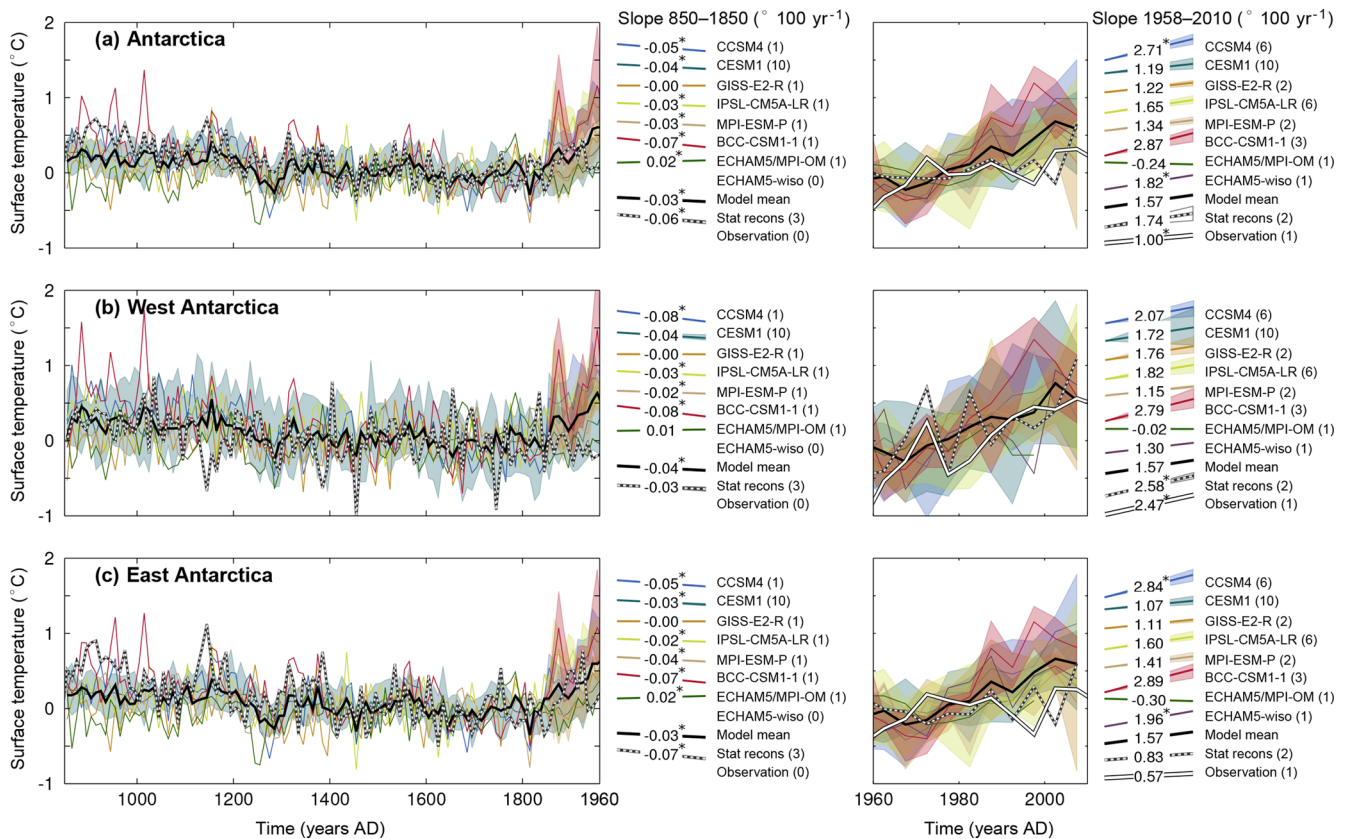 Slope 850–1850 (° 100 yr-1)
Slope 1958–2010 (° 100 yr-1)
(a) Antarctica
Surface temperature (°C)
2
1
0
-1
-0.05* CCSM4 (1)
-0.04* CESM1 (10)
-0.00 GISS-E2-R (1)
-0.03* IPSL-CM5A-LR (1)
-0.03* MPI-ESM-P (1)
-0.07* BCC-CSM1-1 (1)
0.02* ECHAM5/MPI-OM (1)
ECHAM5-wiso (0)
-0.03* Model mean
-0.06* Stat recons (3)
Observation (0)
1960 1980 2000
2.71* CCSM4 (6)
1.19 CESM1 (10)
1.22 GISS-E2-R (2)
1.65 IPSL-CM5A-LR (6)
1.34 MPI-ESM-P (2)
2.87 BCC-CSM1-1 (3)
-0.24 ECHAM5/MPI-OM (1)
1.82* ECHAM5-wiso (1)
1.57 Model mean
1.74 Stat recons (2)
1.00* Observation (1)
(b) West Antarctica
Surface temperature (°C)
2
1
0
-1
-0.08* CCSM4 (1)
-0.04 CESM1 (10)
-0.00 GISS-E2-R (1)
-0.03* IPSL-CM5A-LR (1)
-0.02* MPI-ESM-P (1)
-0.08* BCC-CSM1-1 (1)
0.01 ECHAM5/MPI-OM (1)
ECHAM5-wiso (0)
-0.04* Model mean
-0.03 Stat recons (3)
Observation (0)
1960 1980 2000
2.07 CCSM4 (6)
1.72 CESM1 (10)
1.76 GISS-E2-R (2)
1.82 IPSL-CM5A-LR (6)
1.15 MPI-ESM-P (2)
2.79 BCC-CSM1-1 (3)
-0.02 ECHAM5/MPI-OM (1)
1.30 ECHAM5-wiso (1)
1.57 Model mean
2.58* Stat recons (2)
2.47* Observation (1)
(c) East Antarctica
Surface temperature (°C)
2
1
0
-1
1000 1200 1400 1600 1800 1960
Time (years AD)
-0.05* CCSM4 (1)
-0.03* CESM1 (10)
-0.00 GISS-E2-R (1)
-0.02* IPSL-CM5A-LR (1)
-0.04* MPI-ESM-P (1)
-0.07* BCC-CSM1-1 (1)
0.02* ECHAM5/MPI-OM (1)
ECHAM5-wiso (0)
-0.03* Model mean
-0.07* Stat recons (3)
Observation (0)
1960 1980 2000
Time (years AD)
2.84* CCSM4 (6)
1.07 CESM1 (10)
1.11 GISS-E2-R (2)
1.60 IPSL-CM5A-LR (6)
1.41 MPI-ESM-P (2)
2.89 BCC-CSM1-1 (3)
-0.30 ECHAM5/MPI-OM (1)
1.96* ECHAM5-wiso (1)
1.57 Model mean
0.83 Stat recons (2)
0.57 Observation (1)